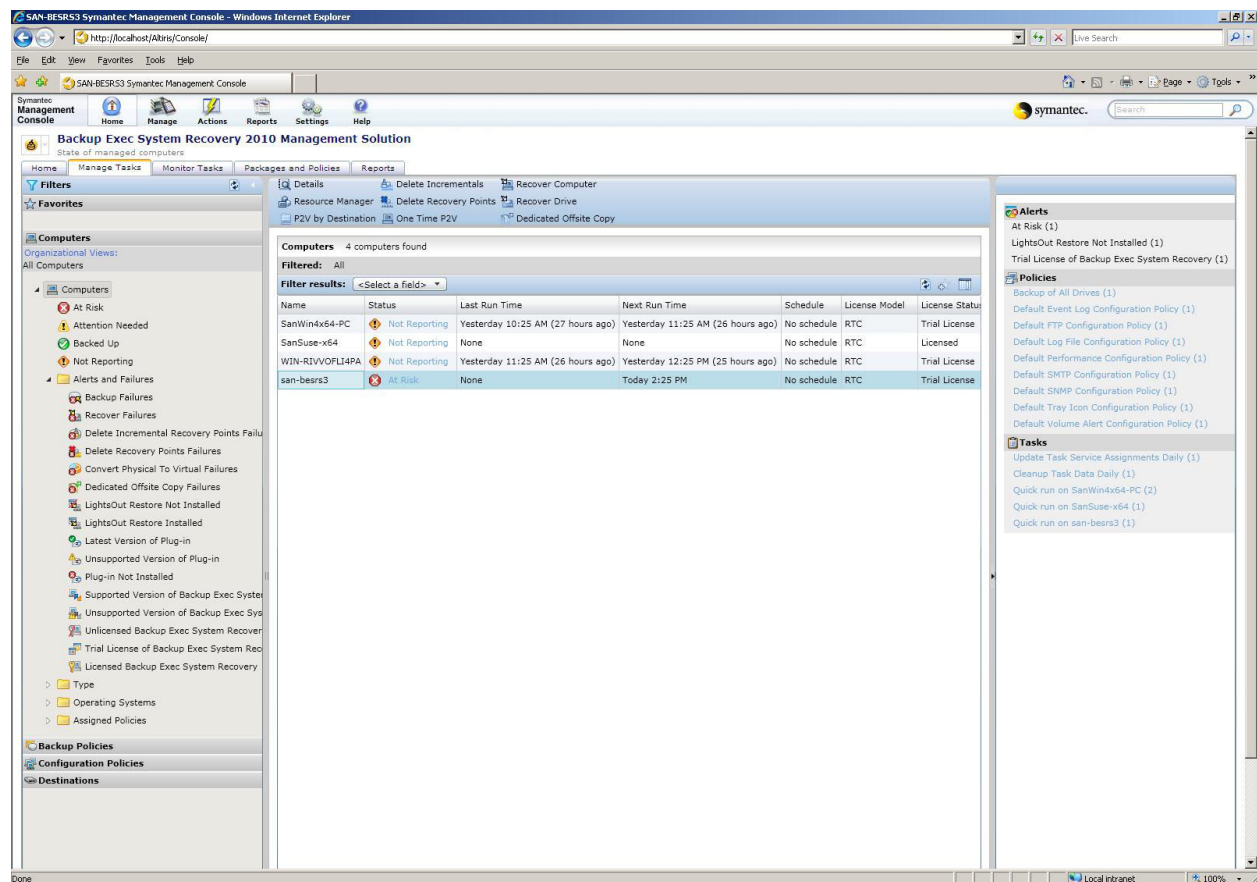 SAN-BESRS3 Symantec Management Console - Windows Internet Explorer
http://localhost/Altiris/Console/
Live Search
File Edit View Favorites Tools Help
SAN-BESRS3 Symantec Management Console
Page Tools
Symantec Management Console
Home Manage Actions Reports Settings Help
symantec.
Search
Backup Exec System Recovery 2010 Management Solution
State of managed computers
Home Manage Tasks Monitor Tasks Packages and Policies Reports
Filters
Favorites
Computers
Organizational Views:
All Computers
Computers
At Risk
Attention Needed
Backed Up
Not Reporting
Alerts and Failures
Backup Failures
Recover Failures
Delete Incremental Recovery Points Failu
Delete Recovery Points Failures
Convert Physical To Virtual Failures
Dedicated Offsite Copy Failures
LightsOut Restore Not Installed
LightsOut Restore Installed
Latest Version of Plug-in
Unsupported Version of Plug-in
Plug-in Not Installed
Supported Version of Backup Exec System
Unsupported Version of Backup Exec Sys
Unlicensed Backup Exec System Recover
Trial License of Backup Exec System Rec
Licensed Backup Exec System Recovery
Type
Operating Systems
Assigned Policies
Backup Policies
Configuration Policies
Destinations
Details Delete Incrementals Recover Computer
Resource Manager Delete Recovery Points Recover Drive
P2V by Destination One Time P2V Dedicated Offsite Copy
Computers 4 computers found
Filtered: All
Filter results: <Select a field>
Name Status Last Run Time Next Run Time Schedule License Model License Status
SanWin4x64-PC Not Reporting Yesterday 10:25 AM (27 hours ago) Yesterday 11:25 AM (26 hours ago) No schedule RTC Trial License
SanSuse-x64 Not Reporting None None No schedule RTC Licensed
WIN-RIVVOFLI4PA Not Reporting Yesterday 11:25 AM (26 hours ago) Yesterday 12:25 PM (25 hours ago) No schedule RTC Trial License
san-besrs3 At Risk None Today 2:25 PM No schedule RTC Trial License
Alerts
At Risk (1)
LightsOut Restore Not Installed (1)
Trial License of Backup Exec System Recovery (1)
Policies
Backup of All Drives (1)
Default Event Log Configuration Policy (1)
Default FTP Configuration Policy (1)
Default Log File Configuration Policy (1)
Default Performance Configuration Policy (1)
Default SMTP Configuration Policy (1)
Default SNMP Configuration Policy (1)
Default Tray Icon Configuration Policy (1)
Default Volume Alert Configuration Policy (1)
Tasks
Update Task Service Assignments Daily (1)
Cleanup Task Data Daily (1)
Quick run on SanWin4x64-PC (2)
Quick run on SanSuse-x64 (1)
Quick run on san-besrs3 (1)
Done
Local intranet
100%